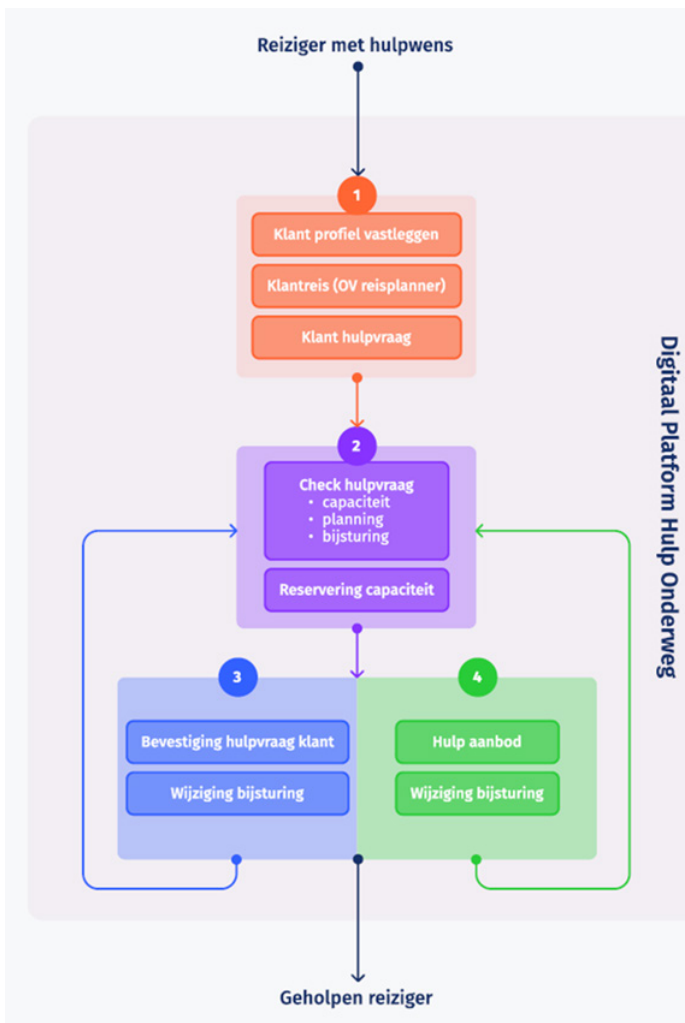 Reiziger met hulpwens
1
Klant profiel vastleggen
Klantreis (OV reisplanner)
Klant hulpvraag
2
Check hulpvraag
• capaciteit
• planning
• bijsturing
Reservering capaciteit
Digitaal Platform Hulp Onderweg
3
Bevestiging hulpvraag klant
Wijziging bijsturing
4
Hulp aanbod
Wijziging bijsturing
Geholpen reiziger